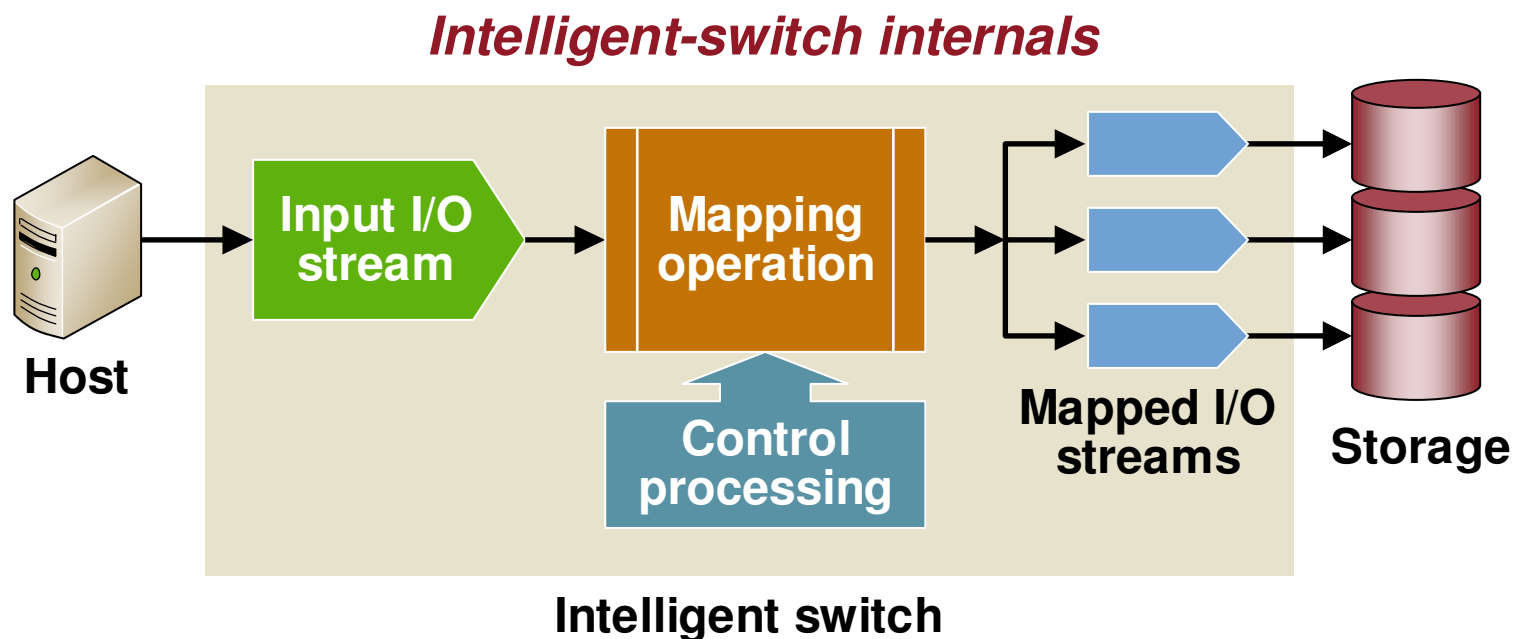 Intelligent-switch internals
Input I/O
stream
Mapping
operation
Host
Control
processing
Mapped I/O
streams
Storage
Intelligent switch